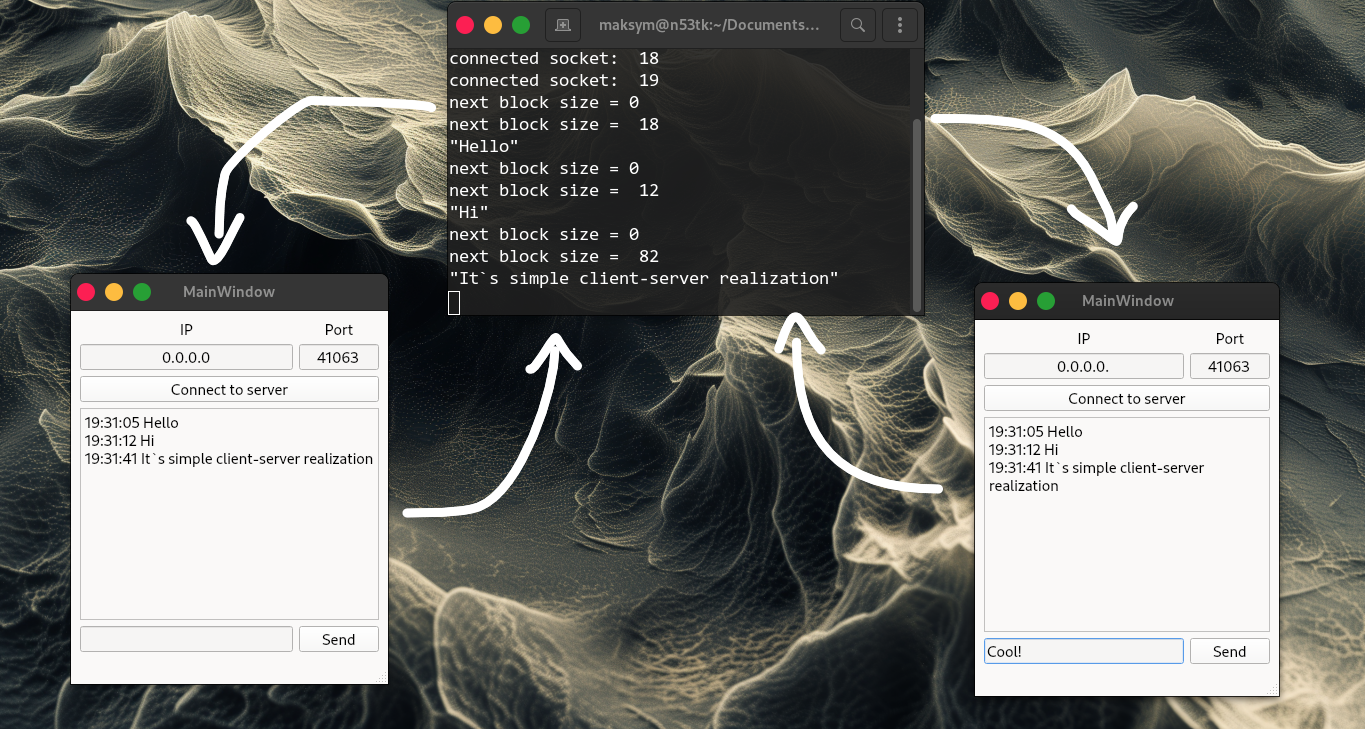 maksym@n53tk:~/Documents...
connected socket:  18
connected socket:  19
next block size = 0
next block size =  18
"Hello"
next block size = 0
next block size =  12
"Hi"
next block size = 0
next block size =  82
"It`s simple client-server realization"
MainWindow
IP Port
0.0.0.0 41063
Connect to server
19:31:05 Hello
19:31:12 Hi
19:31:41 It`s simple client-server realization
Send
MainWindow
IP Port
0.0.0.0. 41063
Connect to server
19:31:05 Hello
19:31:12 Hi
19:31:41 It`s simple client-server
realization
Cool! Send